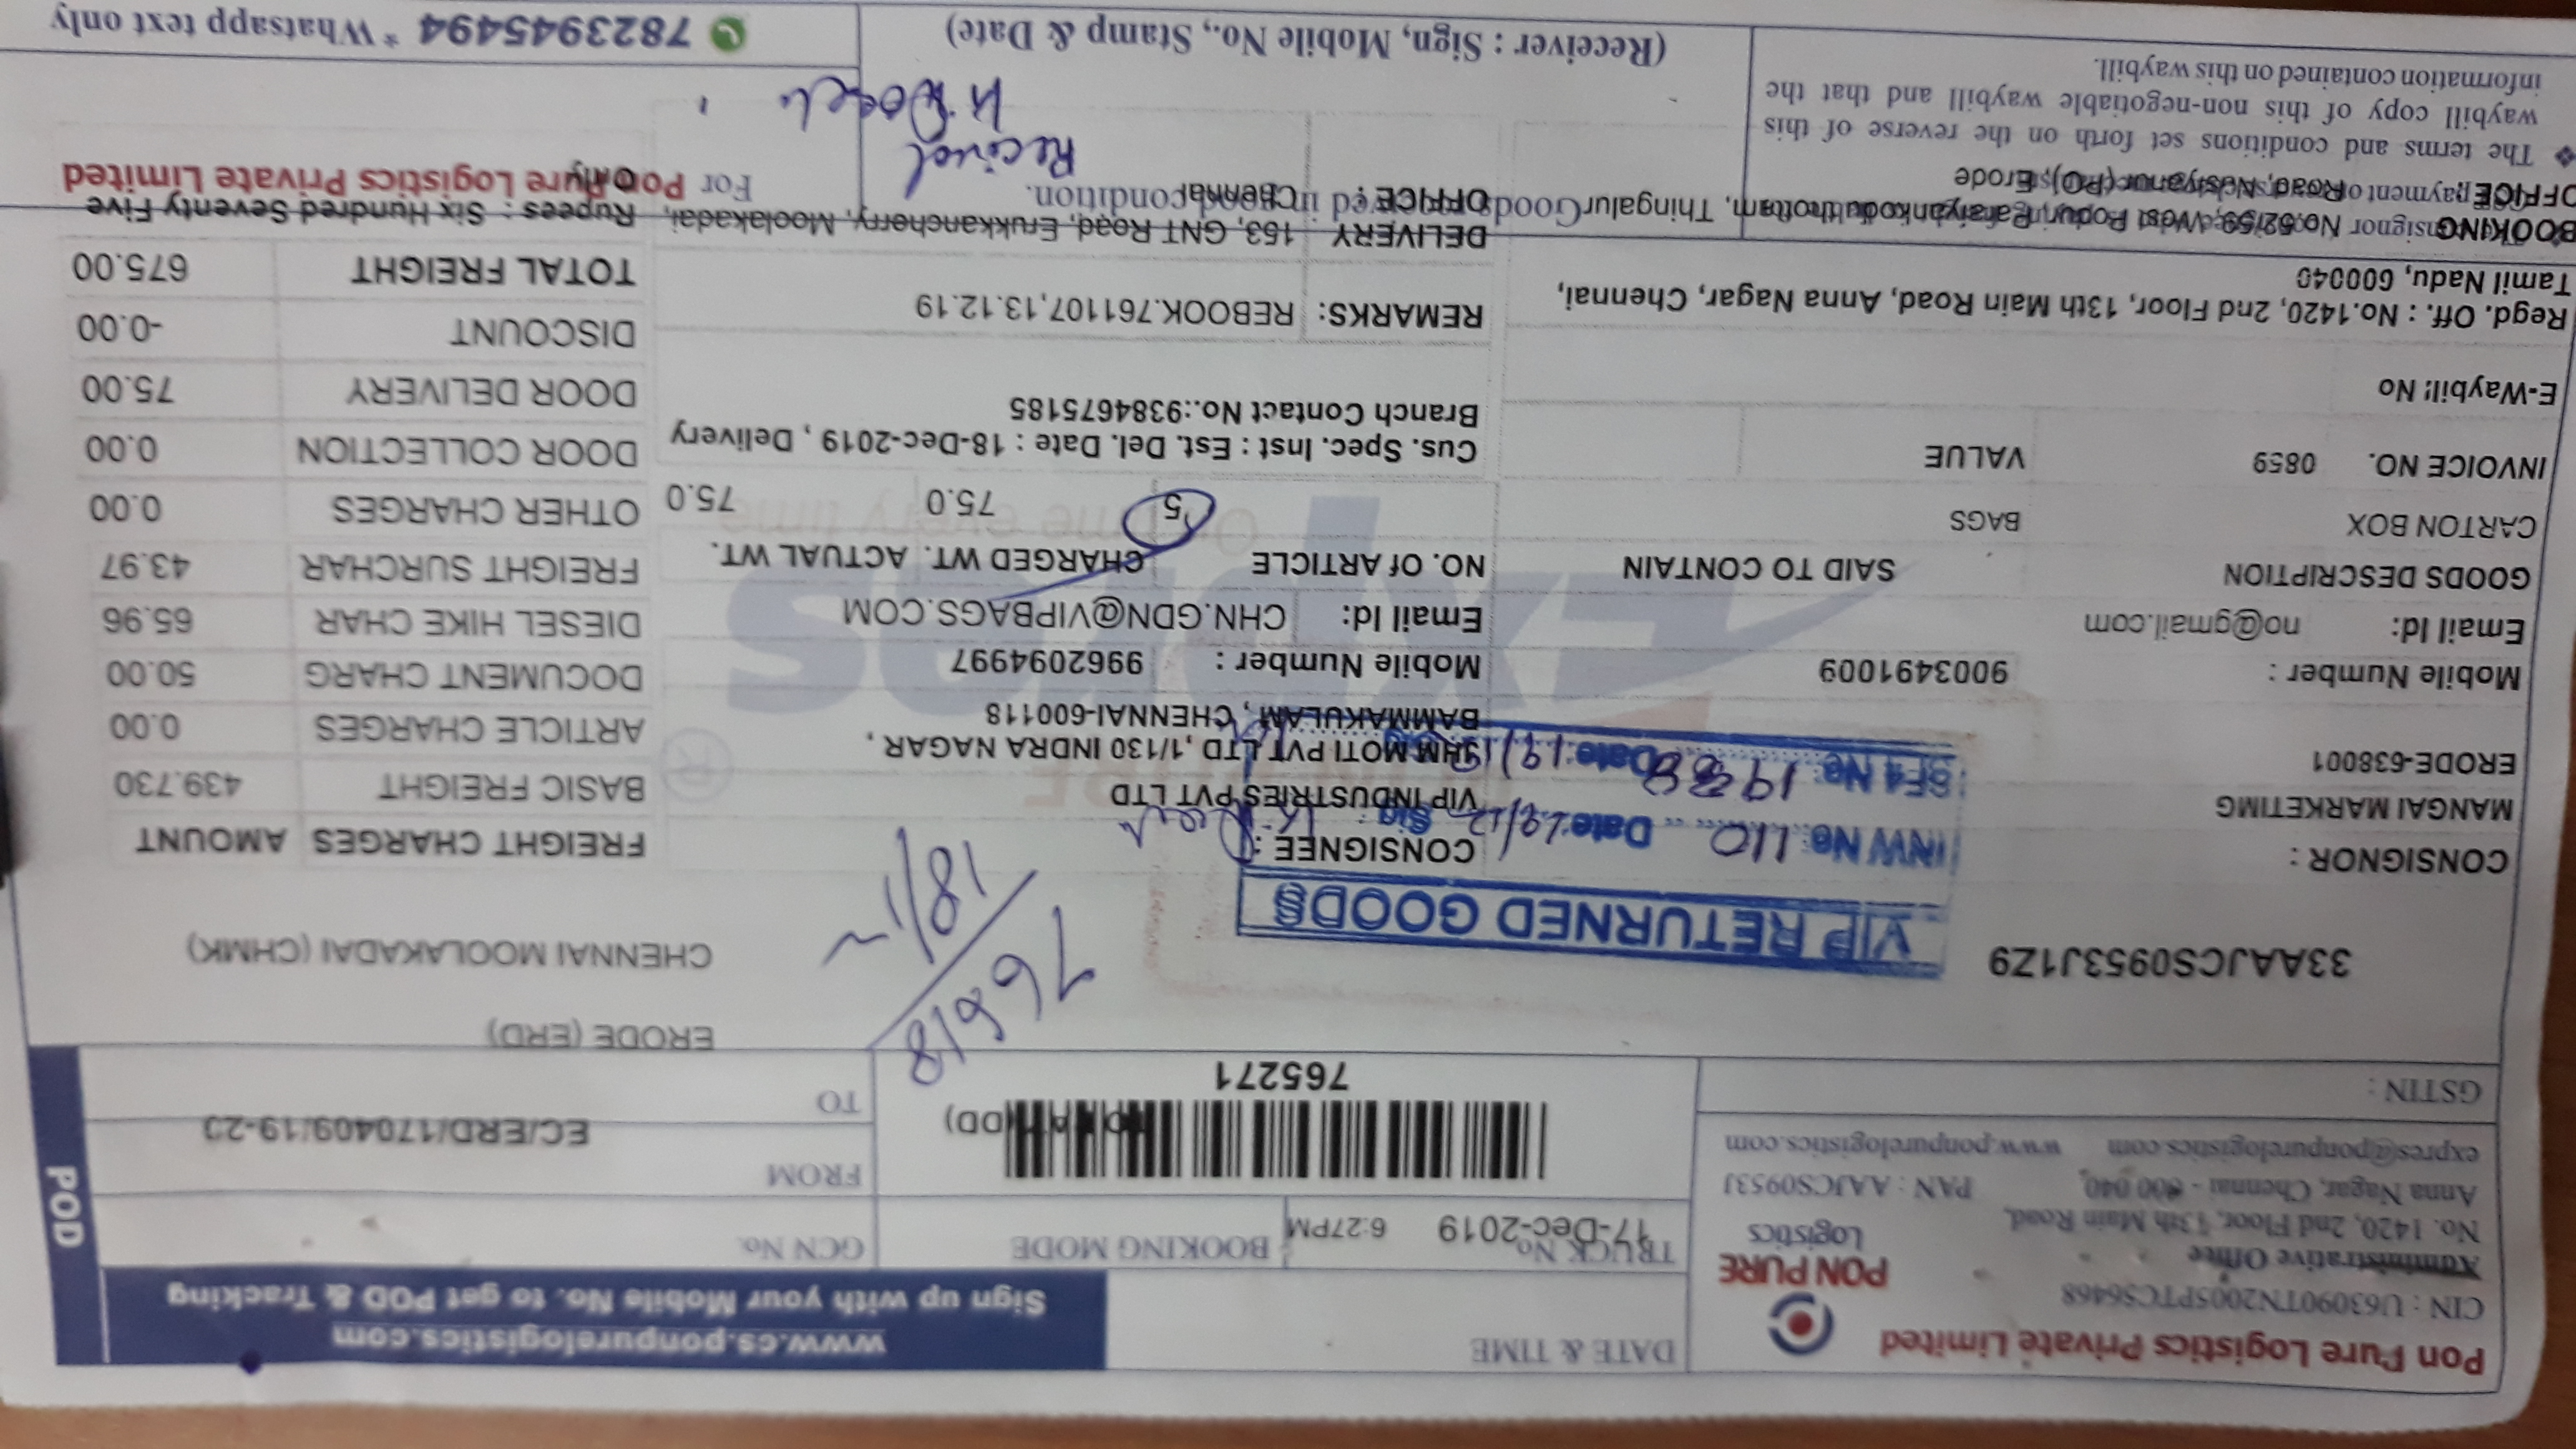 Pon Pure Logistics Private Limited
CIN : U63090TN2005PTC56468
Administrative Office
No. 1420, 2nd Floor, 13th Main Road,
Anna Nagar, Chennai - 600 040,
PAN : AAJCS0953J
expres@ponpurelogistics.com www.ponpurelogistics.com
PON PURE
Logistics
GSTIN :
33AAJCS0953J1Z9
DATE & TIME
17-Dec-2019 6:27PM
TRUCK No.
BOOKING MODE
765271
www.cs.ponpurelogistics.com
Sign up with your Mobile No. to get POD & Tracking
GCN No.
EC/ERD/170409/19-20
FROM
ERODE (ERD)
TO
CHENNAI MOOLAKADAI (CHMK)
POD
76618
VIP RETURNED GOODS
INW No: 410 Date: 19/12 Sig :
SF4 No: Date: 19/12
CONSIGNOR :
MANGAI MARKETIMG
ERODE-638001
Mobile Number : 9003491009
Email Id: no@gmail.com
CONSIGNEE :
VIP INDUSTRIES PVT LTD
JHM MOTI PVT LTD ,1/130 INDRA NAGAR ,
BAMMAKULAM , CHENNAI-600118
Mobile Number : 9962094997
Email Id: CHN.GDN@VIPBAGS.COM
GOODS DESCRIPTION SAID TO CONTAIN
CARTON BOX BAGS
INVOICE NO. 0859 VALUE
E-Waybill No
NO. Of ARTICLE CHARGED WT. ACTUAL WT.
5 75.0 75.0
Cus. Spec. Inst : Est. Del. Date : 18-Dec-2019 , Delivery
Branch Contact No.:9384675185
REMARKS: REBOOK.761107,13.12.19
FREIGHT CHARGES AMOUNT
BASIC FREIGHT 439.730
ARTICLE CHARGES 0.00
DOCUMENT CHARG 50.00
DIESEL HIKE CHAR 65.96
FREIGHT SURCHAR 43.97
OTHER CHARGES 0.00
DOOR COLLECTION 0.00
DOOR DELIVERY 75.00
DISCOUNT -0.00
TOTAL FREIGHT 675.00
Rupees : Six Hundred Seventy Five
Only
Regd. Off. : No.1420, 2nd Floor, 13th Main Road, Anna Nagar, Chennai,
Tamil Nadu, 600040
BOOKING OFFICE :
Road, Nasiyanur(PO), Erode
DELIVERY OFFICE : 153, GNT Road, Erukkancherry, Moolakadai,
Chennai
Goods received in good condition.
The terms and conditions set forth on the reverse of this
waybill copy of this non-negotiable waybill and that the
information contained on this waybill.
(Receiver : Sign, Mobile No., Stamp & Date)
For Pon Pure Logistics Private Limited
7823945494 * Whatsapp text only